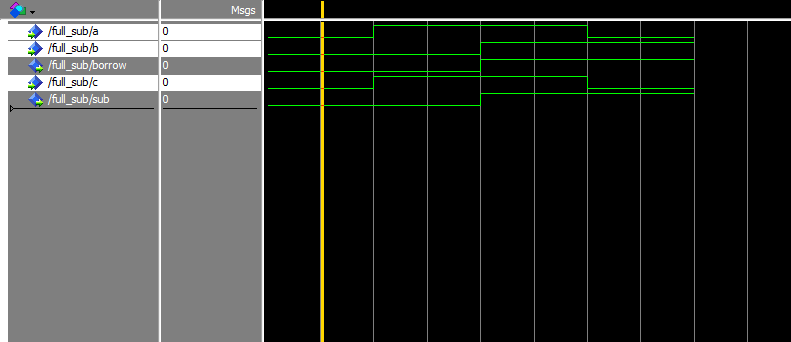 Msgs
/full_sub/a 0
/full_sub/b 0
/full_sub/borrow 0
/full_sub/c 0
/full_sub/sub 0